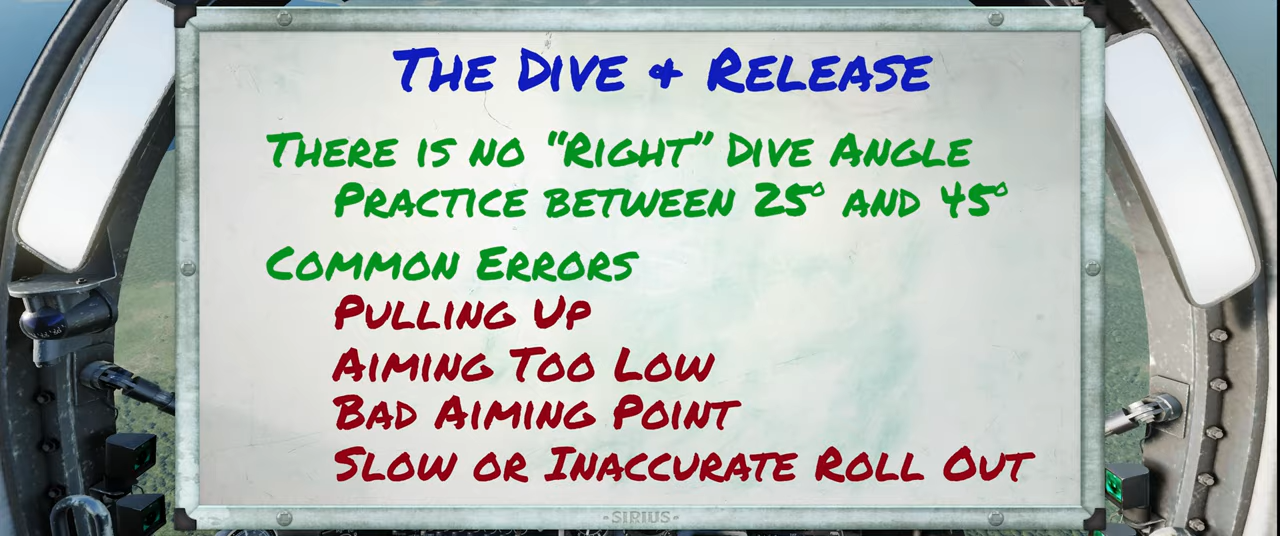 The Dive & Release
There is no "Right" Dive Angle
Practice between 25° and 45°
Common Errors
Pulling Up
Aiming Too Low
Bad Aiming Point
Slow or Inaccurate Roll Out
-SIRIUS-